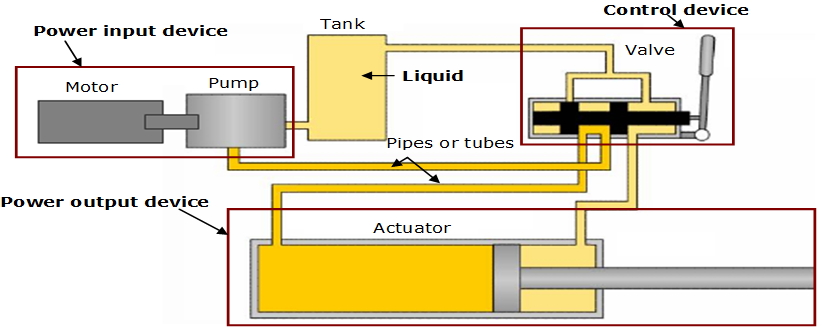 Control device
Tank
Power input device
Valve
Motor
Pump
Liquid
Pipes or tubes
Power output device
Actuator